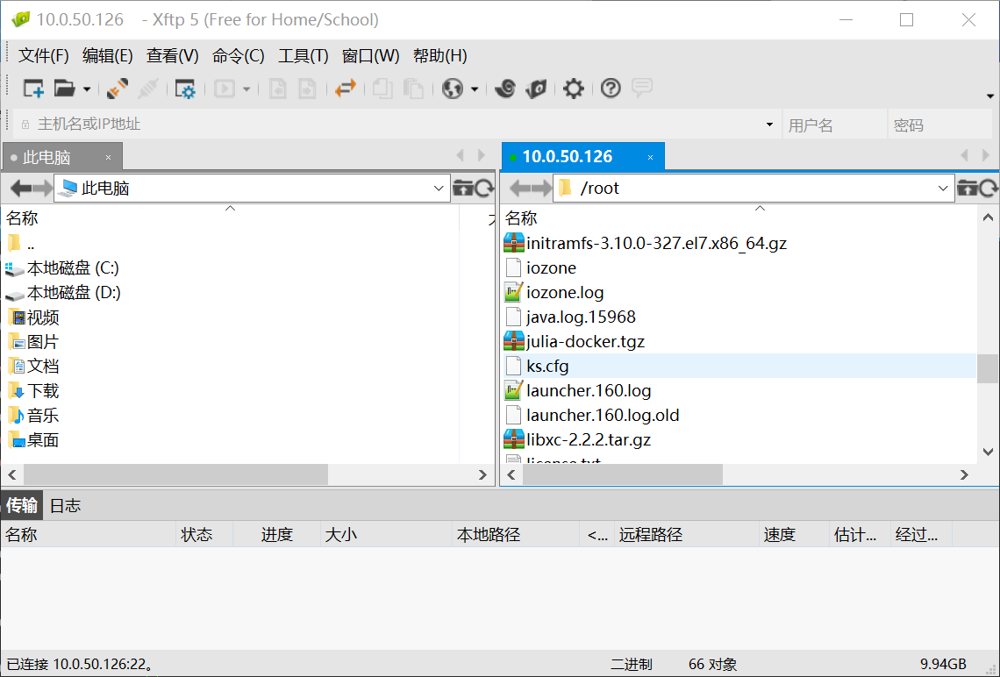 10.0.50.126 - Xftp 5 (Free for Home/School)
文件(F) 编辑(E) 查看(V) 命令(C) 工具(T) 窗口(W) 帮助(H)
主机名或IP地址 用户名 密码
此电脑 × 10.0.50.126 ×
此电脑 /root
名称
..
本地磁盘 (C:)
本地磁盘 (D:)
视频
图片
文档
下载
音乐
桌面
名称
initramfs-3.10.0-327.el7.x86_64.gz
iozone
iozone.log
java.log.15968
julia-docker.tgz
ks.cfg
launcher.160.log
launcher.160.log.old
libxc-2.2.2.tar.gz
license.txt
传输 日志
名称 状态 进度 大小 本地路径 <... 远程路径 速度 估计... 经过...
已连接 10.0.50.126:22。 二进制 66 对象 9.94GB